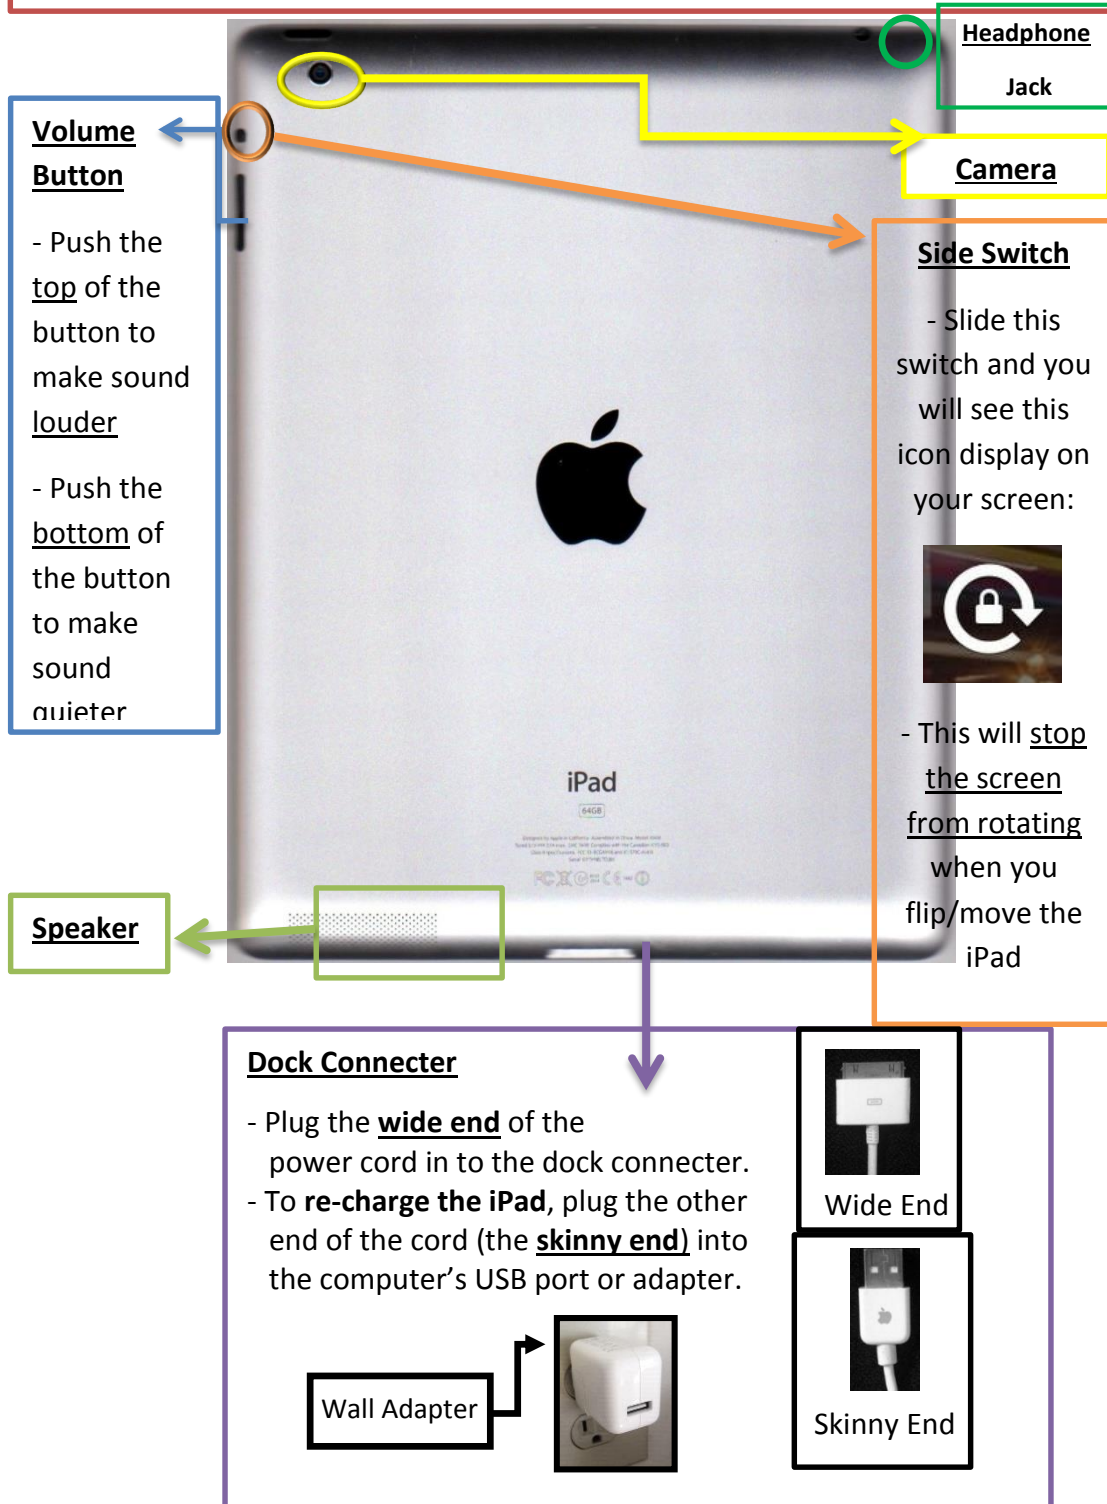 Headphone
Jack
Volume
Button
- Push the
top of the
button to
make sound
louder
- Push the
bottom of
the button
to make
sound
quieter
Camera
Side Switch
- Slide this
switch and you
will see this
icon display on
your screen:
- This will stop
the screen
from rotating
when you
flip/move the
iPad
iPad
64GB
Speaker
Dock Connecter
- Plug the wide end of the
power cord in to the dock connecter.
- To re-charge the iPad, plug the other
end of the cord (the skinny end) into
the computer's USB port or adapter.
Wide End
Wall Adapter
Skinny End